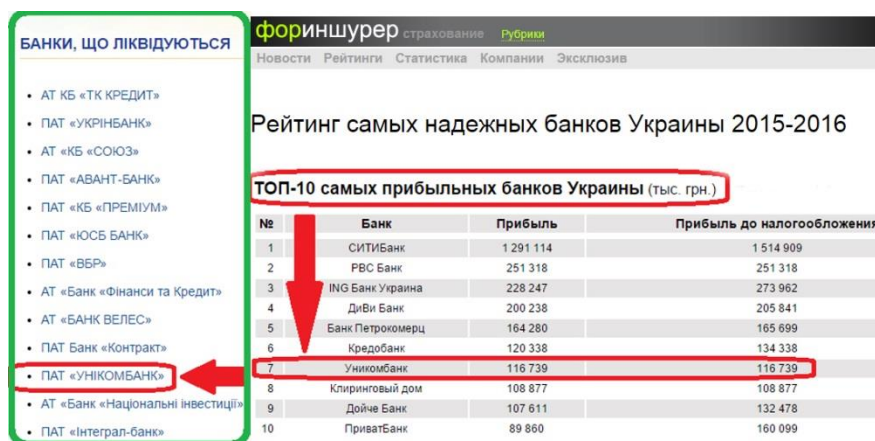 БАНКИ, ЩО ЛІКВІДУЮТЬСЯ
• АТ КБ «ТК КРЕДИТ»
• ПАТ «УКРІНБАНК»
• АТ «КБ «СОЮЗ»
• ПАТ «АВАНТ-БАНК»
• ПАТ «КБ «ПРЕМІУМ»
• ПАТ «ЮСБ БАНК»
• ПАТ «ВБР»
• АТ «Банк «Фінанси та Кредит»
• АТ «БАНК ВЕЛЕС»
• ПАТ Банк «Контракт»
• ПАТ «УНІКОМБАНК»
• АТ «Банк «Національні інвестиції»
• ПАТ «Інтеграл-банк»
фориншурер страхование Рубрики
Новости Рейтинги Статистика Компании Эксклюзив
Рейтинг самых надежных банков Украины 2015-2016
ТОП-10 самых прибыльных банков Украины (тыс. грн.)
№ Банк Прибыль Прибыль до налогообложения
1 СИТИБанк 1 291 114 1 514 909
2 РВС Банк 251 318 251 318
3 ING Банк Украина 228 247 273 962
4 ДиВи Банк 200 238 205 841
5 Банк Петрокомерц 164 280 165 699
6 Кредобанк 120 338 134 338
7 Уникомбанк 116 739 116 739
8 Клиринговый дом 108 877 108 877
9 Дойче Банк 107 611 132 478
10 ПриватБанк 89 860 160 099